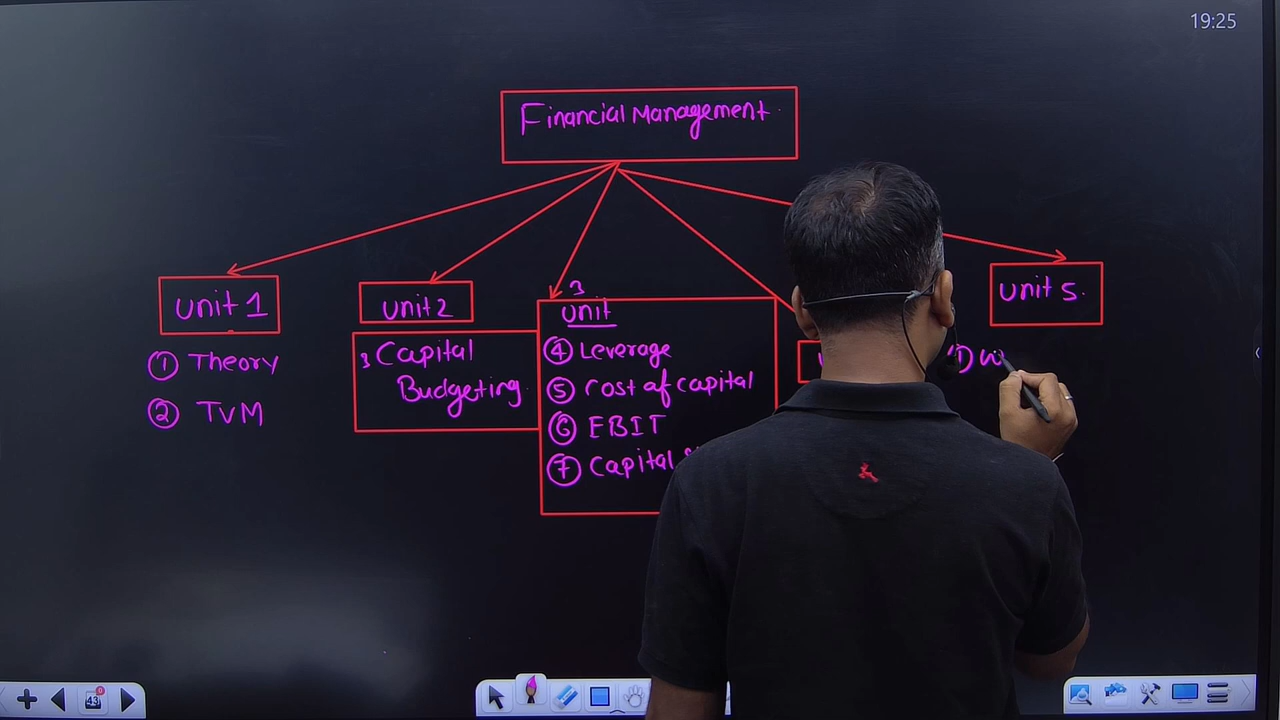 19:25
Financial Management
Unit 1
① Theory
② TVM
Unit 2
3 Capital
Budgeting
3
Unit
④ Leverage
⑤ Cost of capital
⑥ EBIT
⑦ Capital
Unit 5.
43
0